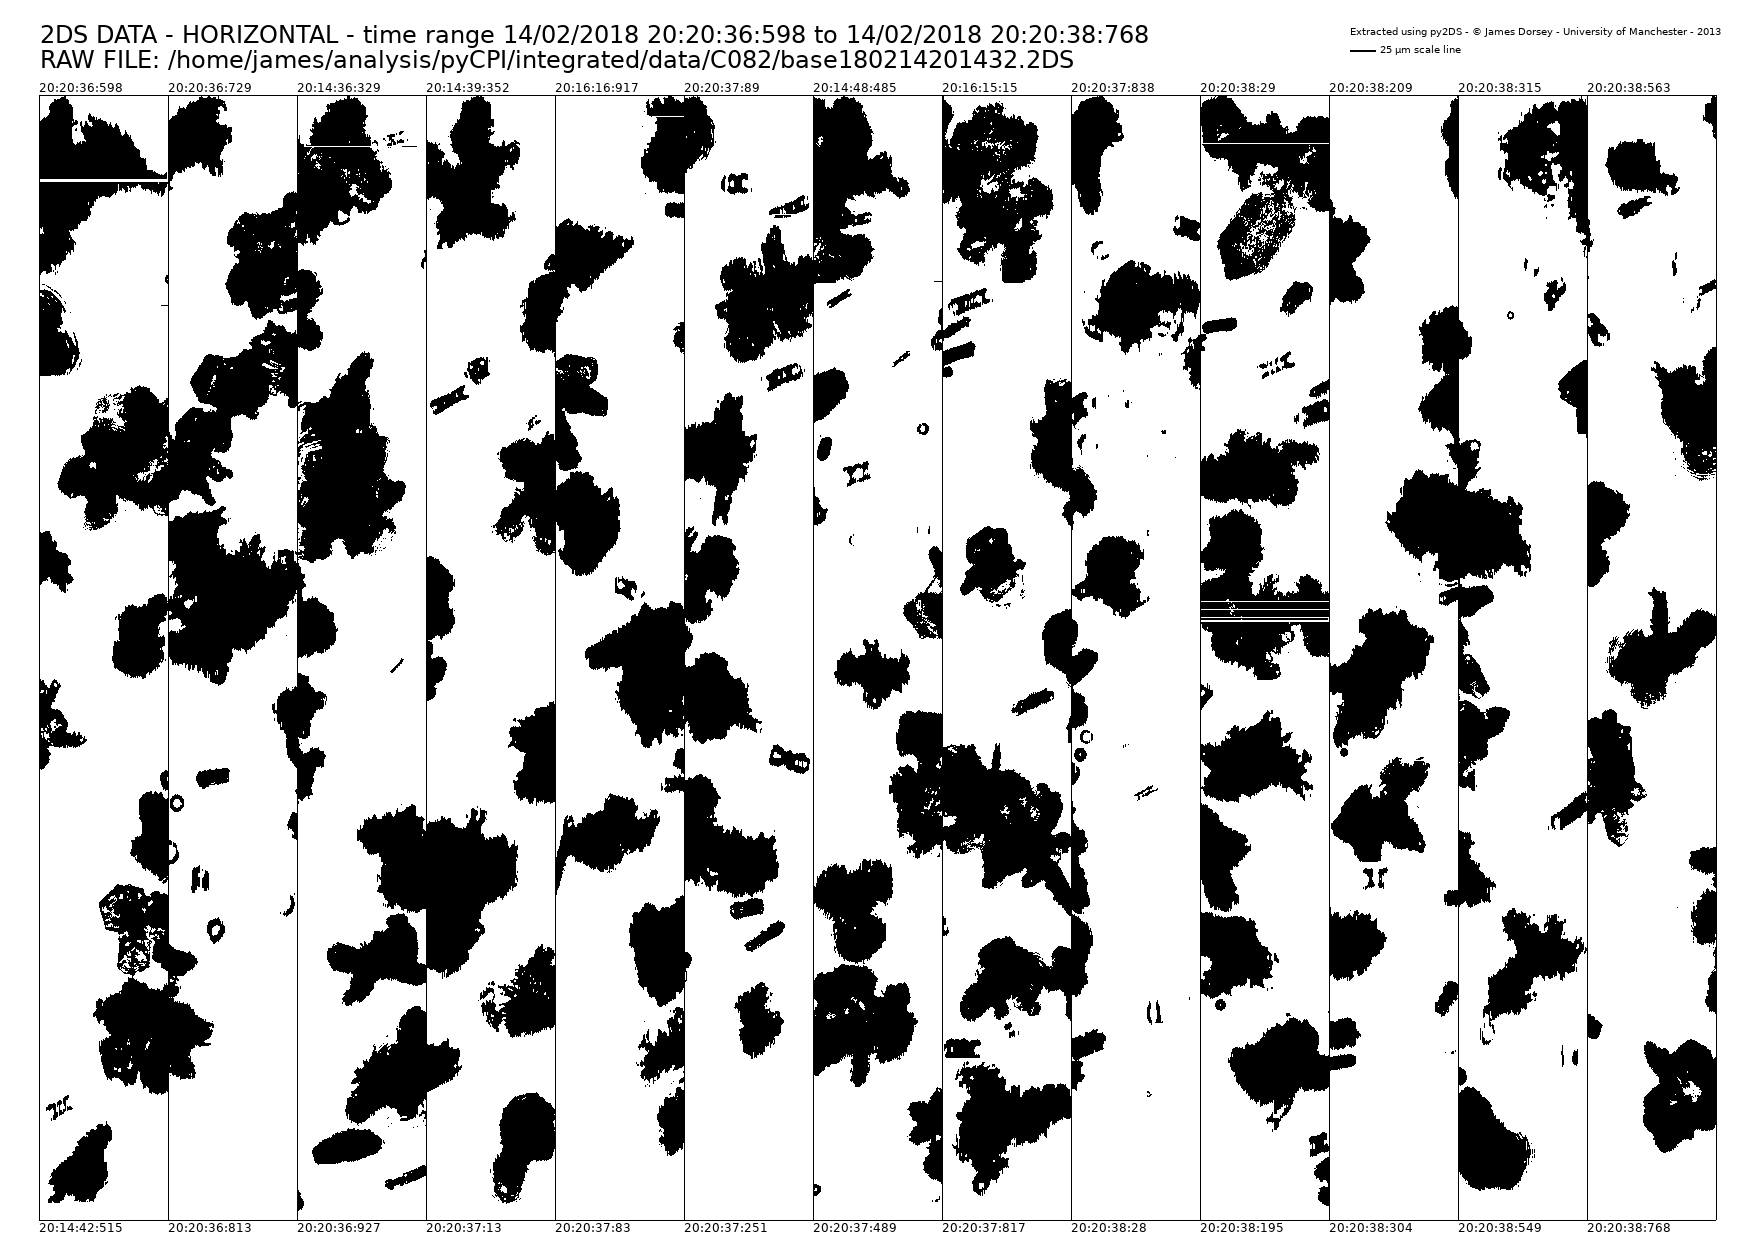 2DS DATA - HORIZONTAL - time range 14/02/2018 20:20:36:598 to 14/02/2018 20:20:38:768
RAW FILE: /home/james/analysis/pyCPI/integrated/data/C082/base180214201432.2DS
Extracted using py2DS - © James Dorsey - University of Manchester - 2013
25 µm scale line
20:20:36:598 20:20:36:729 20:14:36:329 20:14:39:352 20:16:16:917 20:20:37:89 20:14:48:485 20:16:15:15 20:20:37:838 20:20:38:29 20:20:38:209 20:20:38:315 20:20:38:563
20:14:42:515 20:20:36:813 20:20:36:927 20:20:37:13 20:20:37:83 20:20:37:251 20:20:37:489 20:20:37:817 20:20:38:28 20:20:38:195 20:20:38:304 20:20:38:549 20:20:38:768